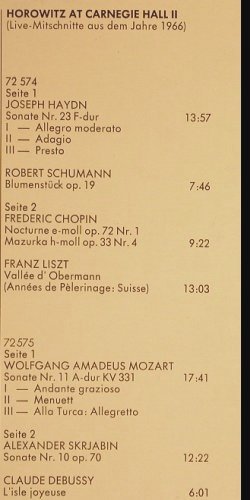 HOROWITZ AT CARNEGIE HALL II
(Live-Mitschnitte aus dem Jahre 1966)
72 574
Seite 1
JOSEPH HAYDN
Sonate Nr. 23 F-dur 13:57
I — Allegro moderato
II — Adagio
III — Presto
ROBERT SCHUMANN
Blumenstück op. 19 7:46
Seite 2
FREDERIC CHOPIN
Nocturne e-moll op. 72 Nr. 1
Mazurka h-moll op. 33 Nr. 4 9:22
FRANZ LISZT
Vallée d'Obermann
(Années de Pèlerinage: Suisse) 13:03
72575
Seite 1
WOLFGANG AMADEUS MOZART
Sonate Nr. 11 A-dur KV 331 17:41
I — Andante grazioso
II — Menuett
III — Alla Turca: Allegretto
Seite 2
ALEXANDER SKRJABIN
Sonate Nr. 10 op. 70 12:22
CLAUDE DEBUSSY
L'isle joyeuse 6:01